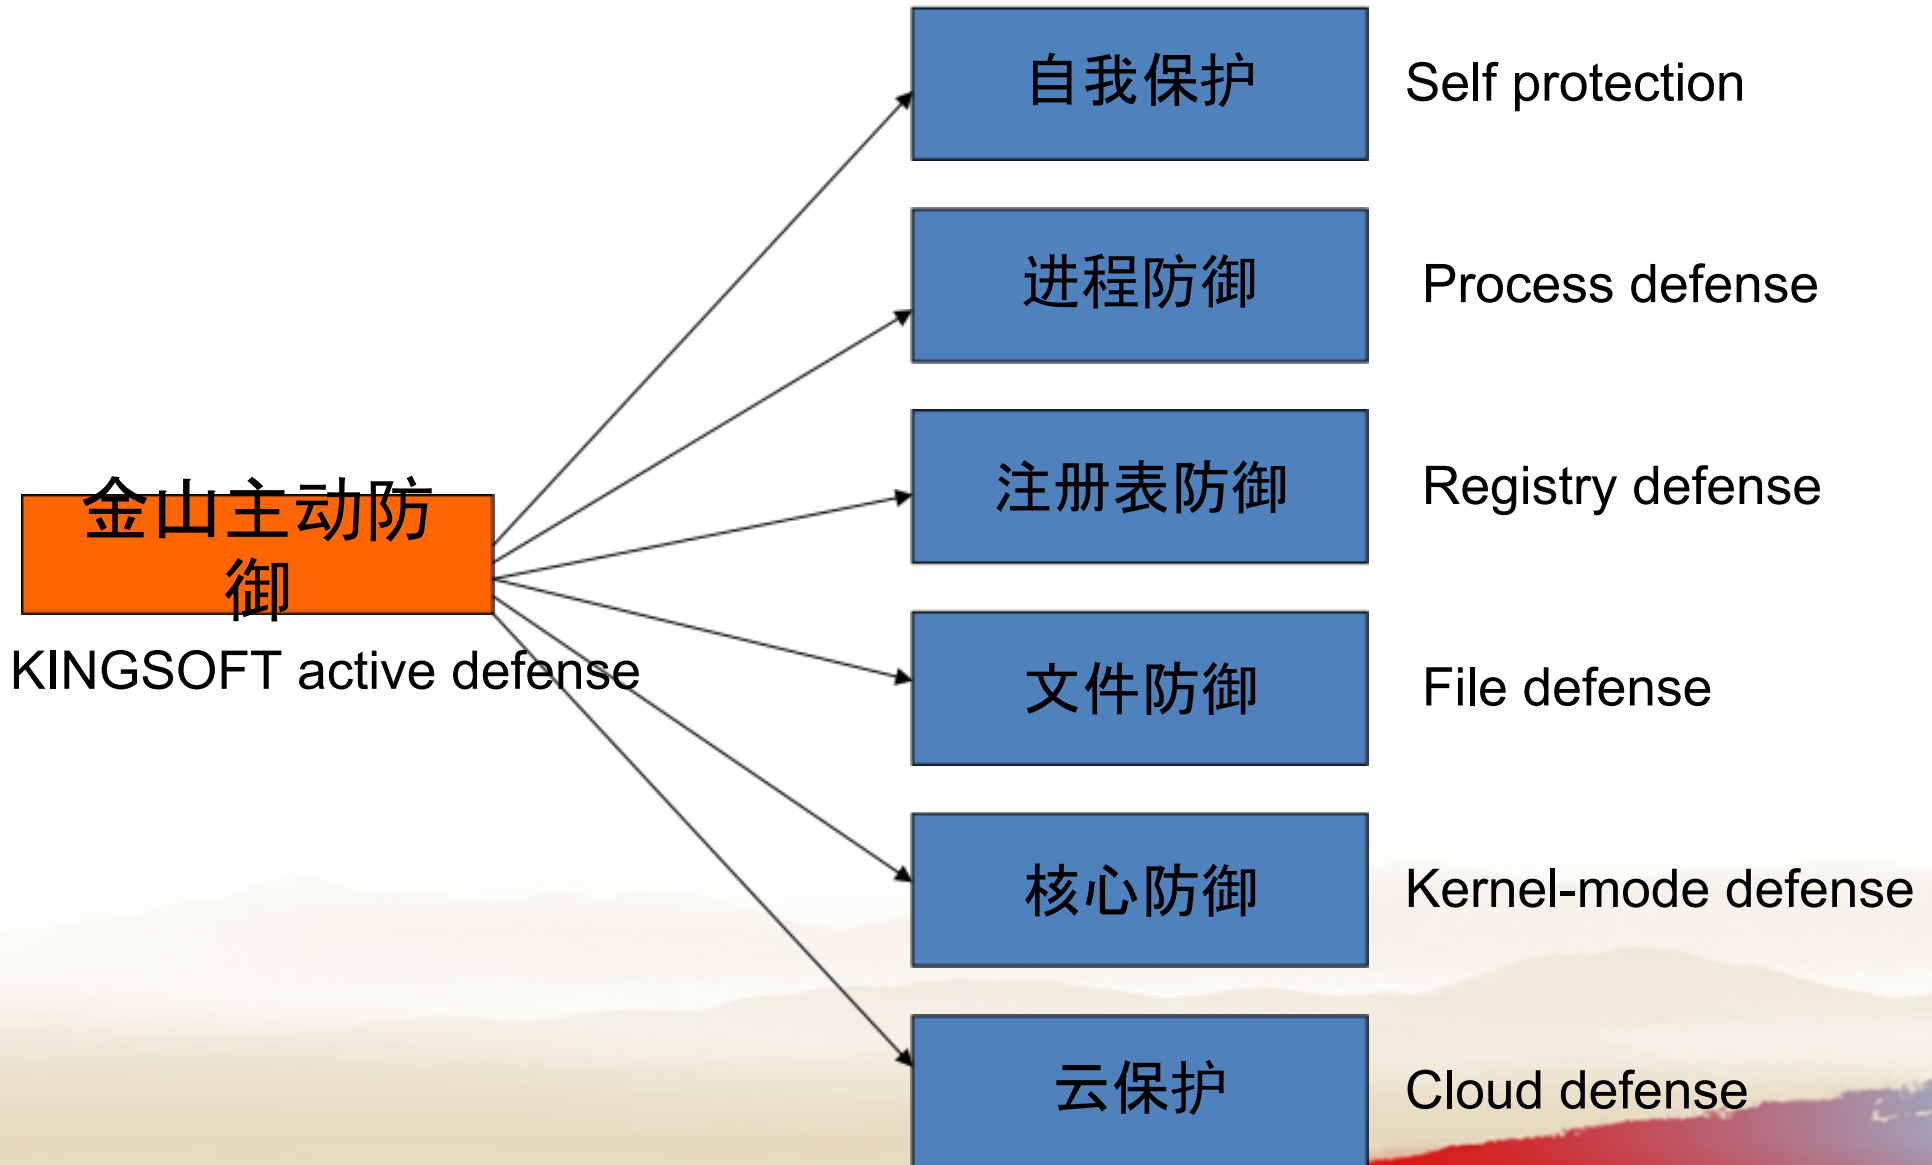 自我保护
Self protection
进程防御
Process defense
注册表防御
Registry defense
金山主动防
御
KINGSOFT active defense
文件防御
File defense
核心防御
Kernel-mode defense
云保护
Cloud defense